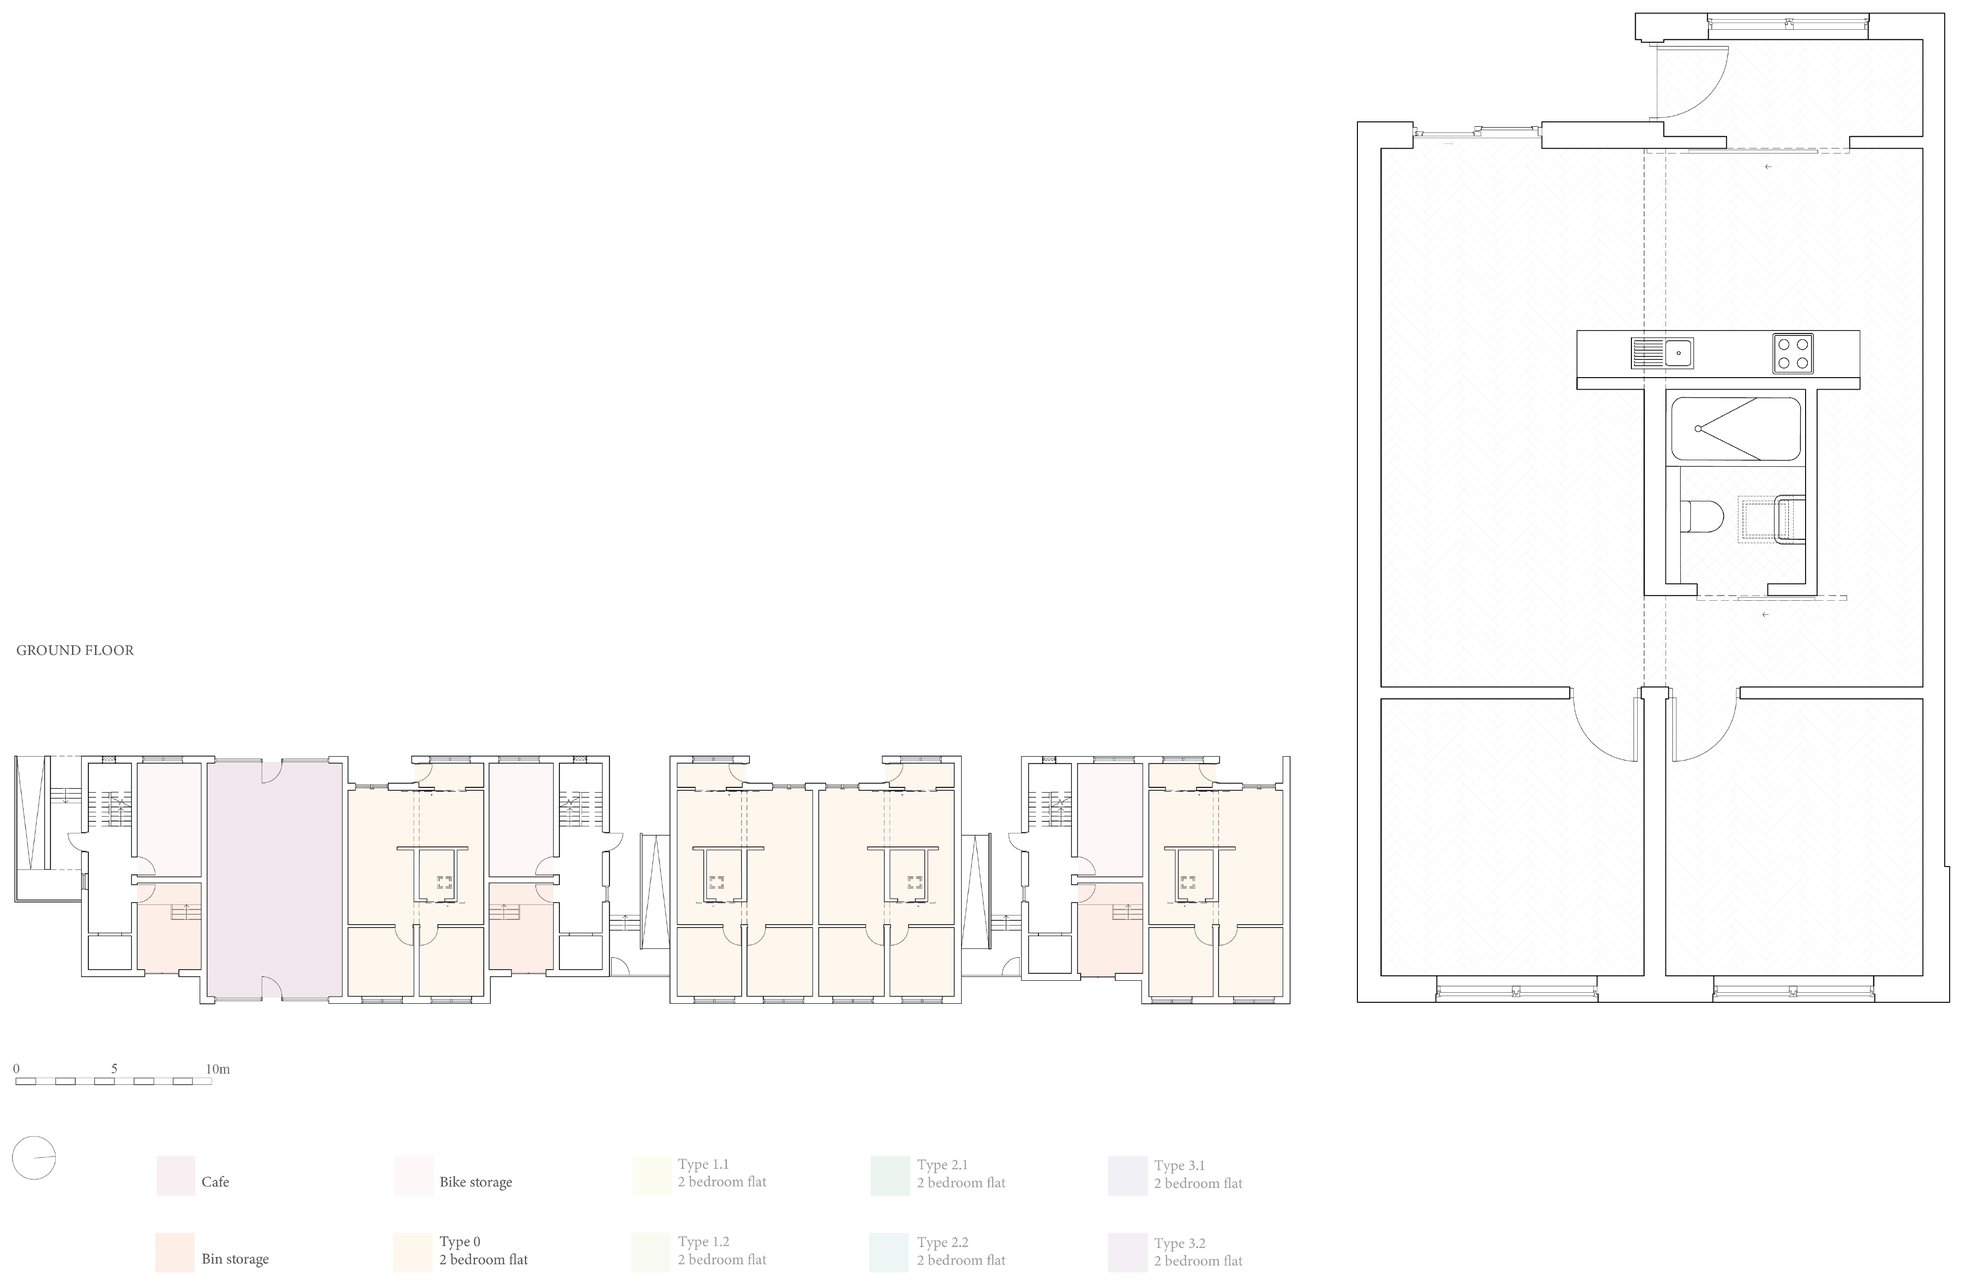 GROUND FLOOR
0 5 10m
Cafe
Bike storage
Type 1.1
2 bedroom flat
Type 2.1
2 bedroom flat
Type 3.1
2 bedroom flat
Bin storage
Type 0
2 bedroom flat
Type 1.2
2 bedroom flat
Type 2.2
2 bedroom flat
Type 3.2
2 bedroom flat